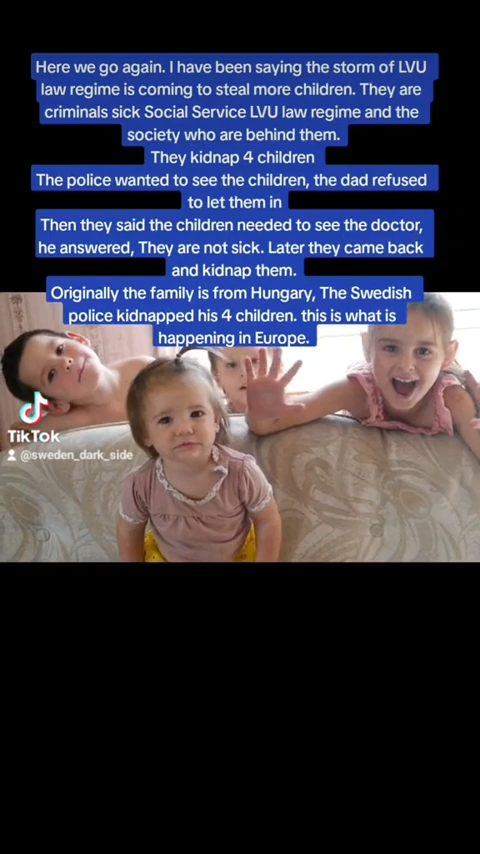 Here we go again. I have been saying the storm of LVU
law regime is coming to steal more children. They are
criminals sick Social Service LVU law regime and the
society who are behind them.
They kidnap 4 children
The police wanted to see the children, the dad refused
to let them in
Then they said the children needed to see the doctor,
he answered, They are not sick. Later they came back
and kidnap them.
Originally the family is from Hungary, The Swedish
police kidnapped his 4 children. this is what is
happening in Europe.
TikTok
@sweden_dark_side